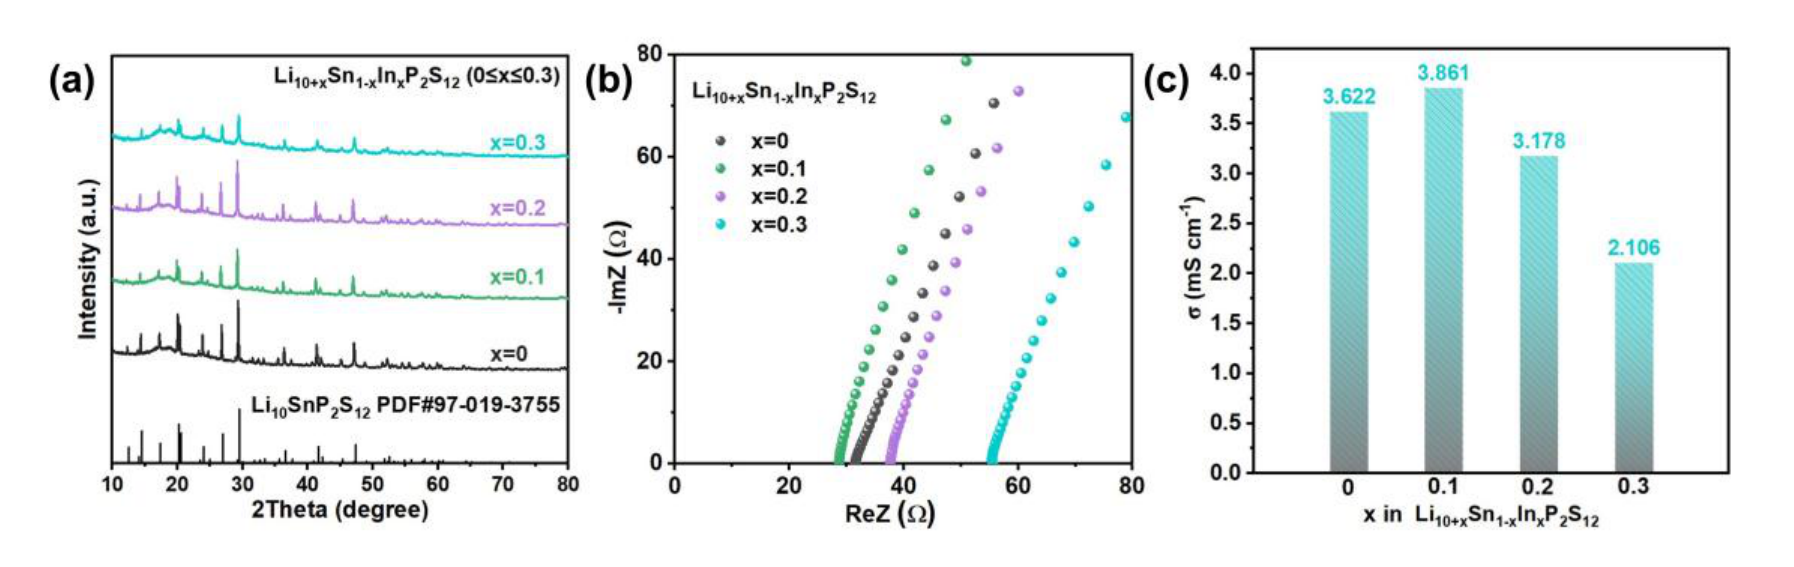 (a)
Li₁₀₊ₓSn₁₋ₓInₓP₂S₁₂ (0≤x≤0.3)
x=0.3
x=0.2
x=0.1
x=0
Li₁₀SnP₂S₁₂ PDF#97-019-3755
Intensity (a.u.)
10 20 30 40 50 60 70 80
2Theta (degree)
(b)
80
60
40
20
0
-ImZ (Ω)
Li₁₀₊ₓSn₁₋ₓInₓP₂S₁₂
x=0
x=0.1
x=0.2
x=0.3
0 20 40 60 80
ReZ (Ω)
(c)
4.0
3.5
3.0
2.5
2.0
1.5
1.0
0.5
0.0
σ (mS cm⁻¹)
3.622
3.861
3.178
2.106
0 0.1 0.2 0.3
x in Li₁₀₊ₓSn₁₋ₓInₓP₂S₁₂